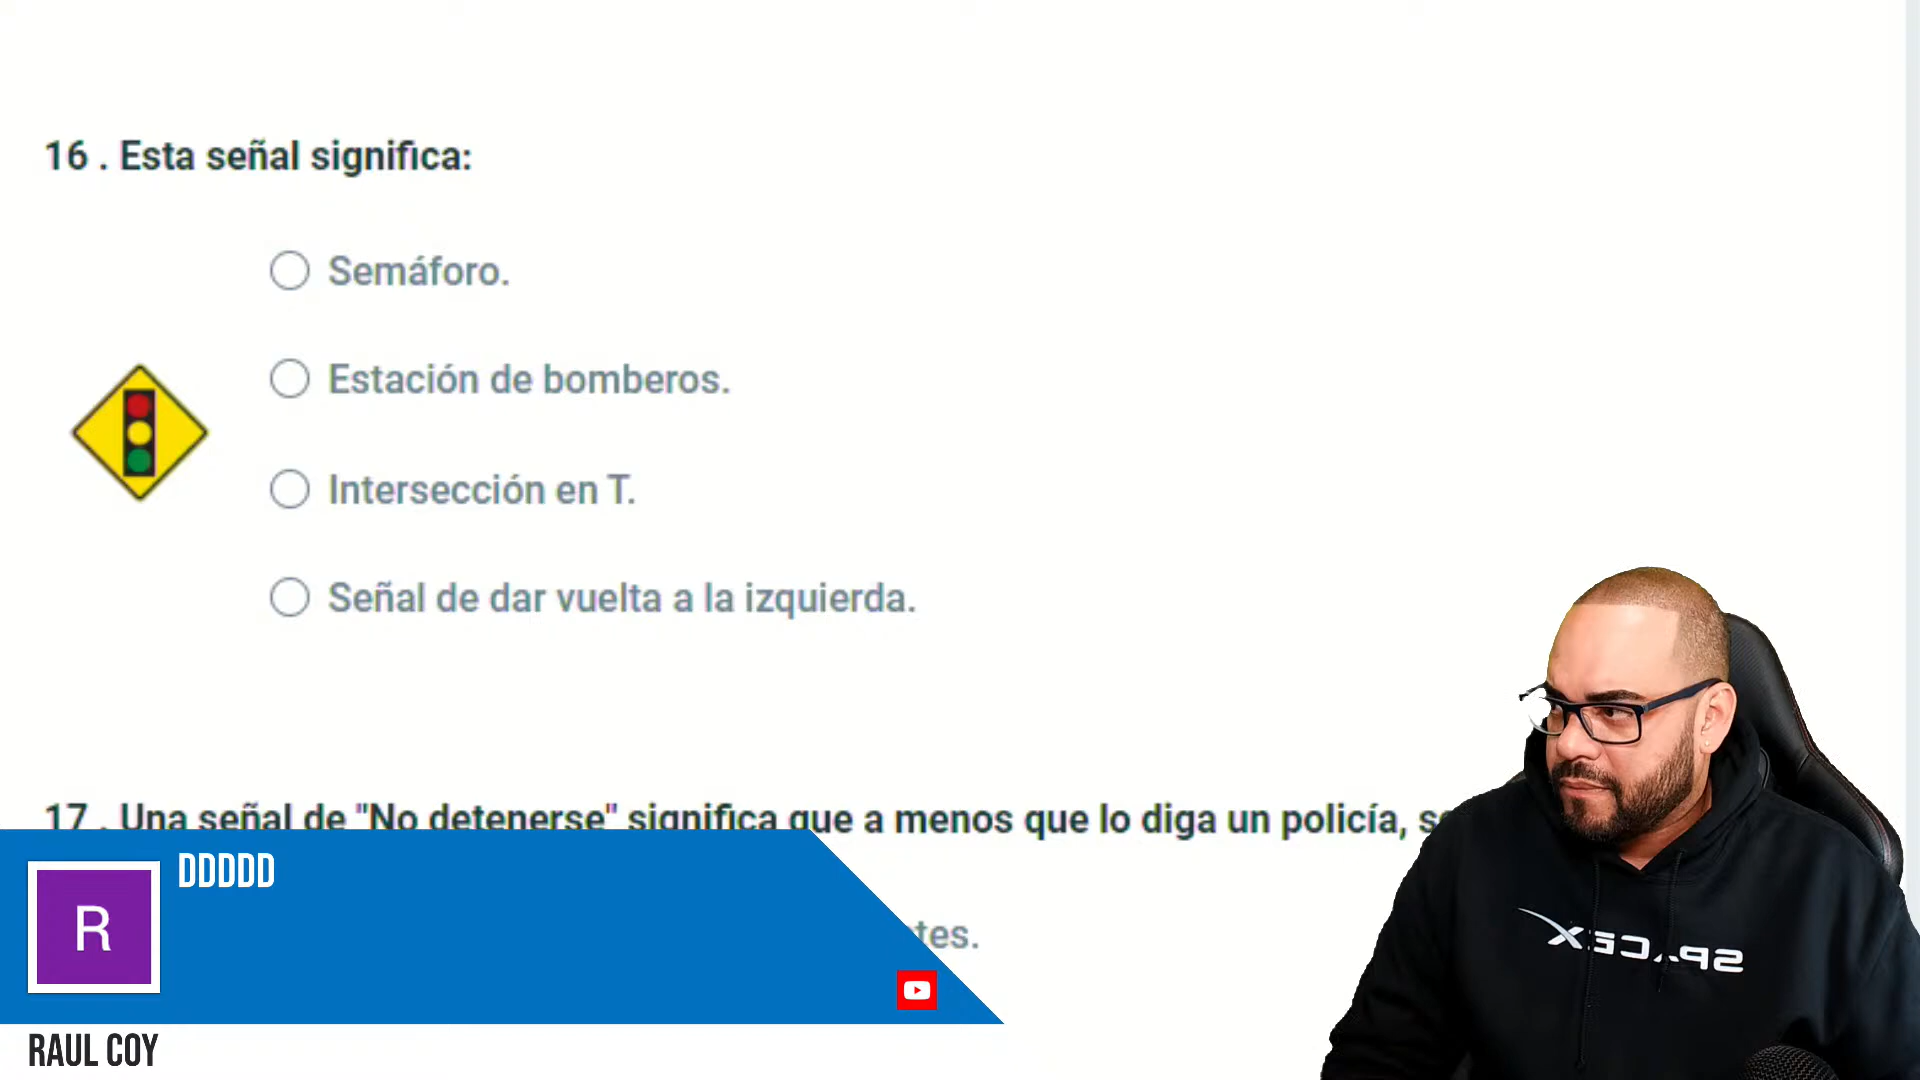 16 . Esta señal significa:
Semáforo.
Estación de bomberos.
Intersección en T.
Señal de dar vuelta a la izquierda.
17 . Una señal de "No detenerse" significa que a menos que lo diga un policía,
DDDDD
R
RAUL COY